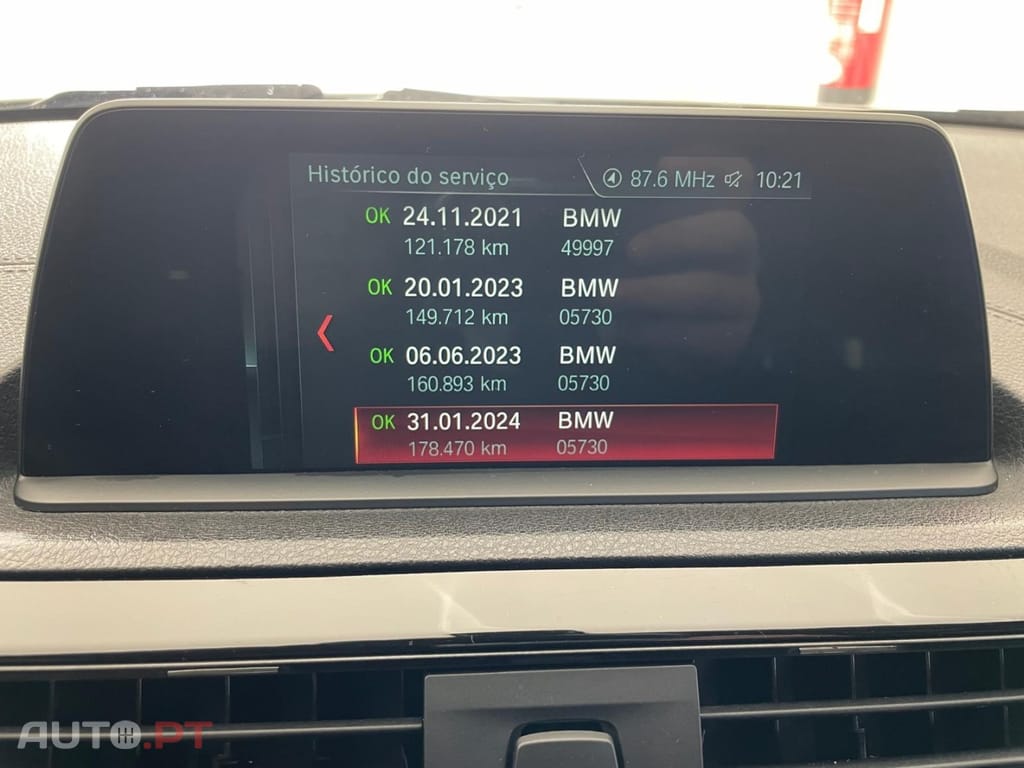 Histórico do serviço 87.6 MHz 10:21
OK 24.11.2021 BMW
121.178 km 49997
OK 20.01.2023 BMW
149.712 km 05730
OK 06.06.2023 BMW
160.893 km 05730
OK 31.01.2024 BMW
178.470 km 05730
AUTO.PT